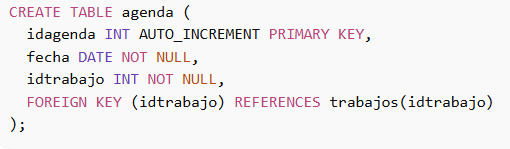 CREATE TABLE agenda (
  idagenda INT AUTO_INCREMENT PRIMARY KEY,
  fecha DATE NOT NULL,
  idtrabajo INT NOT NULL,
  FOREIGN KEY (idtrabajo) REFERENCES trabajos(idtrabajo)
);